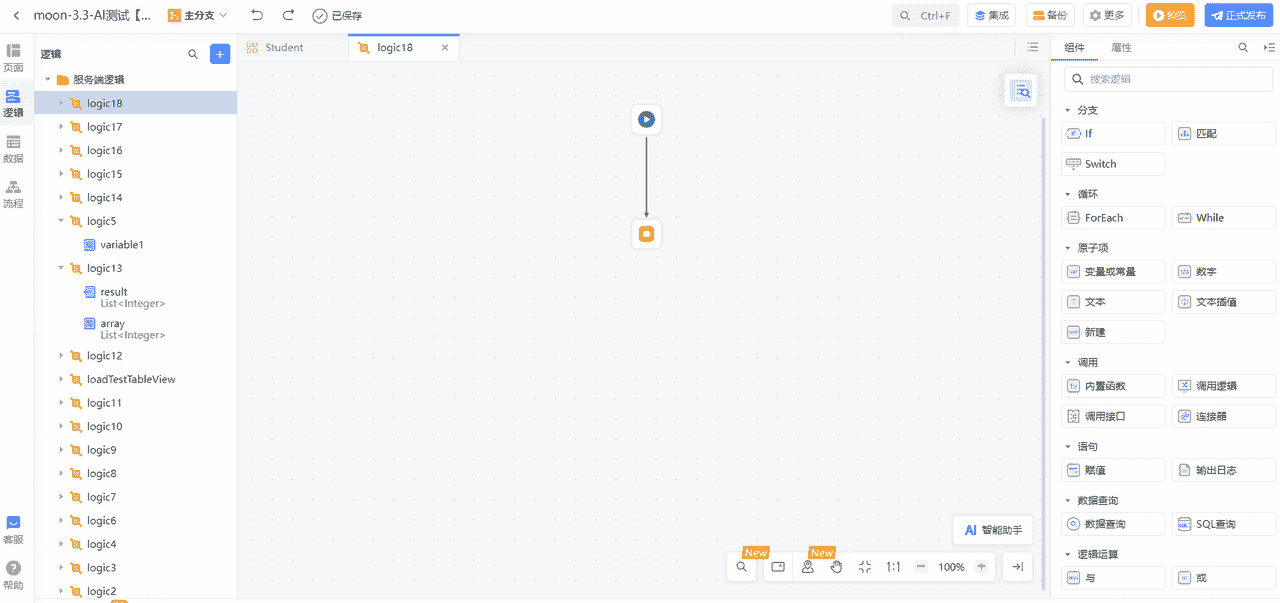 moon-3.3-AI测试【... 主分支 已保存 Ctrl+F 集成 备份 更多 预览 正式发布
页面
逻辑
数据
流程
客服
帮助
逻辑
服务端逻辑
logic18
logic17
logic16
logic15
logic14
logic5
variable1
logic13
result
List<Integer>
array
List<Integer>
logic12
loadTestTableView
logic11
logic10
logic9
logic8
logic7
logic6
logic4
logic3
logic2
Student logic18
AI 智能助手
New New
1:1 100%
组件 属性
搜索逻辑
分支
If 匹配
Switch
循环
ForEach While
原子项
变量或常量 数字
文本 文本插值
新建
调用
内置函数 调用逻辑
调用接口 连接器
语句
赋值 输出日志
数据查询
数据查询 SQL查询
逻辑运算
与 或